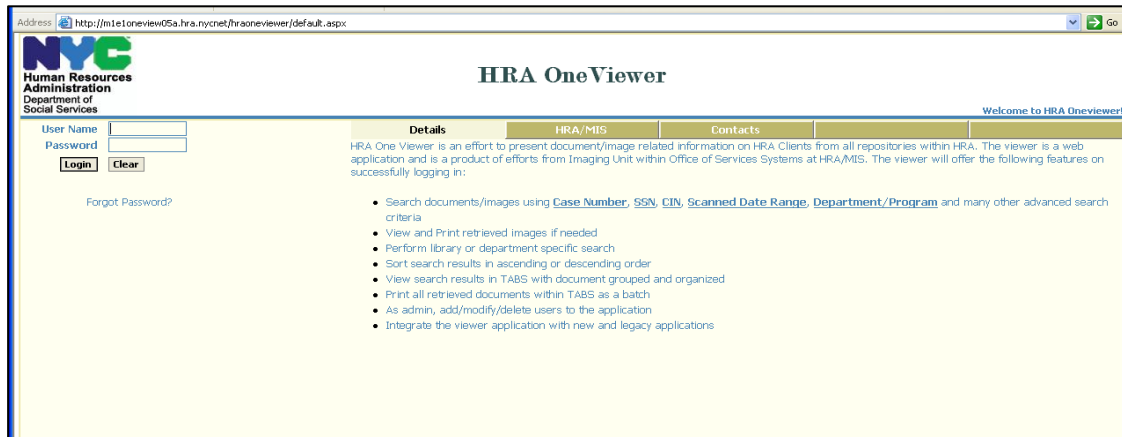 Address http://m1e1oneview05a.hra.nycnet/hraoneviewer/default.aspx Go
NYC
Human Resources
Administration
Department of
Social Services
HRA OneViewer
Welcome to HRA Oneviewer!
User Name
Password
Login Clear
Forgot Password?
Details HRA/MIS Contacts
HRA One Viewer is an effort to present document/image related information on HRA Clients from all repositories within HRA. The viewer is a web
application and is a product of efforts from Imaging Unit within Office of Services Systems at HRA/MIS. The viewer will offer the following features on
successfully logging in:
• Search documents/images using Case Number, SSN, CIN, Scanned Date Range, Department/Program and many other advanced search
criteria
• View and Print retrieved images if needed
• Perform library or department specific search
• Sort search results in ascending or descending order
• View search results in TABS with document grouped and organized
• Print all retrieved documents within TABS as a batch
• As admin, add/modify/delete users to the application
• Integrate the viewer application with new and legacy applications